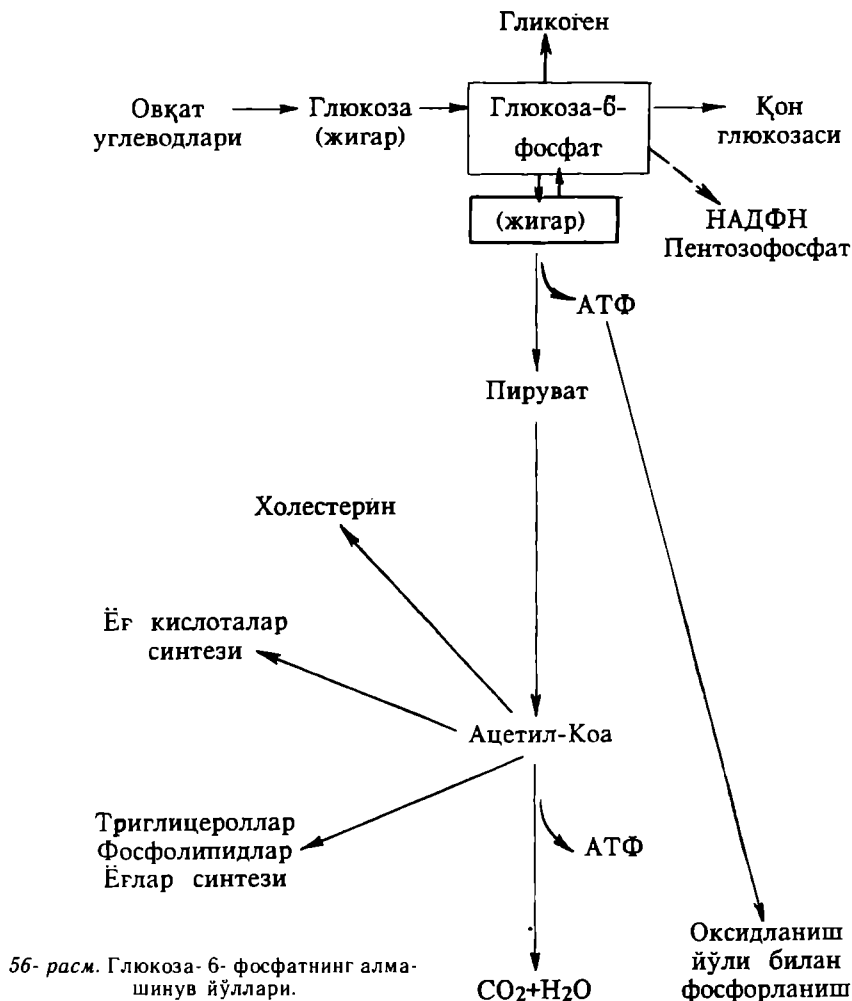 Гликоген
Овқат
углеводлари
Глюкоза
(жигар)
Глюкоза-6-
фосфат
Қон
глюкозаси
(жигар)
НАДФН
Пентозофосфат
АТФ
Пируват
Холестерин
Ёғ кислоталар
синтези
Ацетил-Коа
Триглицероллар
Фосфолипидлар
Ёғлар синтези
АТФ
Оксидланиш
йўли билан
фосфорланиш
CO₂+H₂O
56- расм. Глюкоза- 6- фосфатнинг алма-
шинув йўллари.